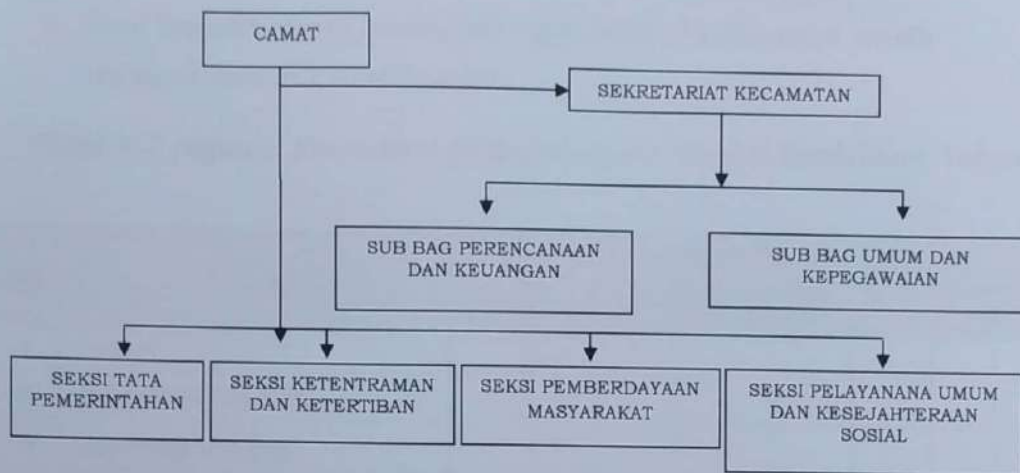 CAMAT
SEKRETARIAT KECAMATAN
SUB BAG PERENCANAAN
DAN KEUANGAN
SUB BAG UMUM DAN
KEPEGAWAIAN
SEKSI TATA
PEMERINTAHAN
SEKSI KETENTRAMAN
DAN KETERTIBAN
SEKSI PEMBERDAYAAN
MASYARAKAT
SEKSI PELAYANANA UMUM
DAN KESEJAHTERAAN
SOSIAL